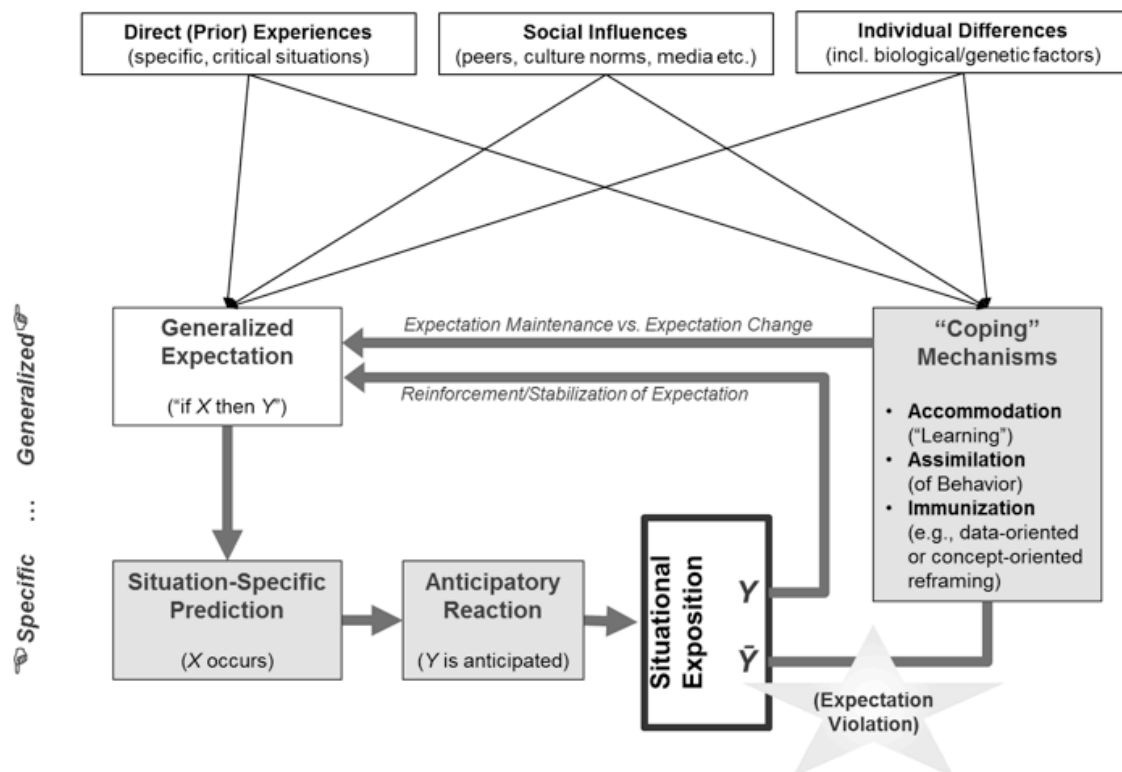 Direct (Prior) Experiences
(specific, critical situations)
Social Influences
(peers, culture norms, media etc.)
Individual Differences
(incl. biological/genetic factors)
Generalized
Expectation
("if X then Y")
Expectation Maintenance vs. Expectation Change
Reinforcement/Stabilization of Expectation
“Coping”
Mechanisms
• Accommodation
(“Learning”)
• Assimilation
(of Behavior)
• Immunization
(e.g., data-oriented
or concept-oriented
reframing)
Specific ... Generalized
Situation-Specific
Prediction
(X occurs)
Anticipatory
Reaction
(Y is anticipated)
Situational
Exposition
Y
Ȳ
(Expectation
Violation)